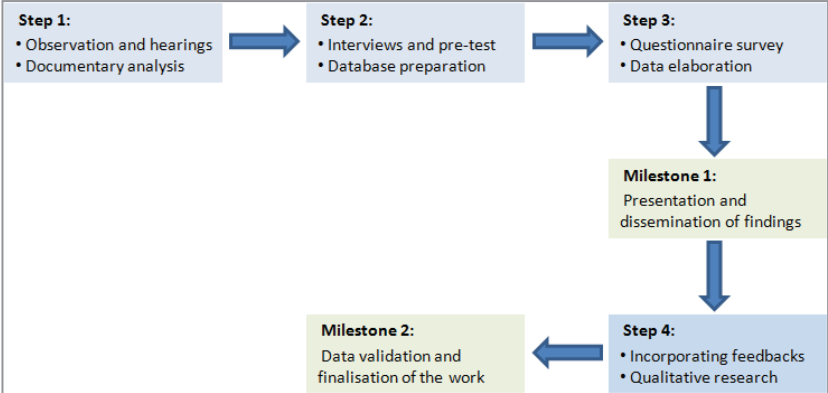 Step 1:
• Observation and hearings
• Documentary analysis
Step 2:
• Interviews and pre-test
• Database preparation
Step 3:
• Questionnaire survey
• Data elaboration
Milestone 1:
Presentation and
dissemination of findings
Step 4:
• Incorporating feedbacks
• Qualitative research
Milestone 2:
Data validation and
finalisation of the work